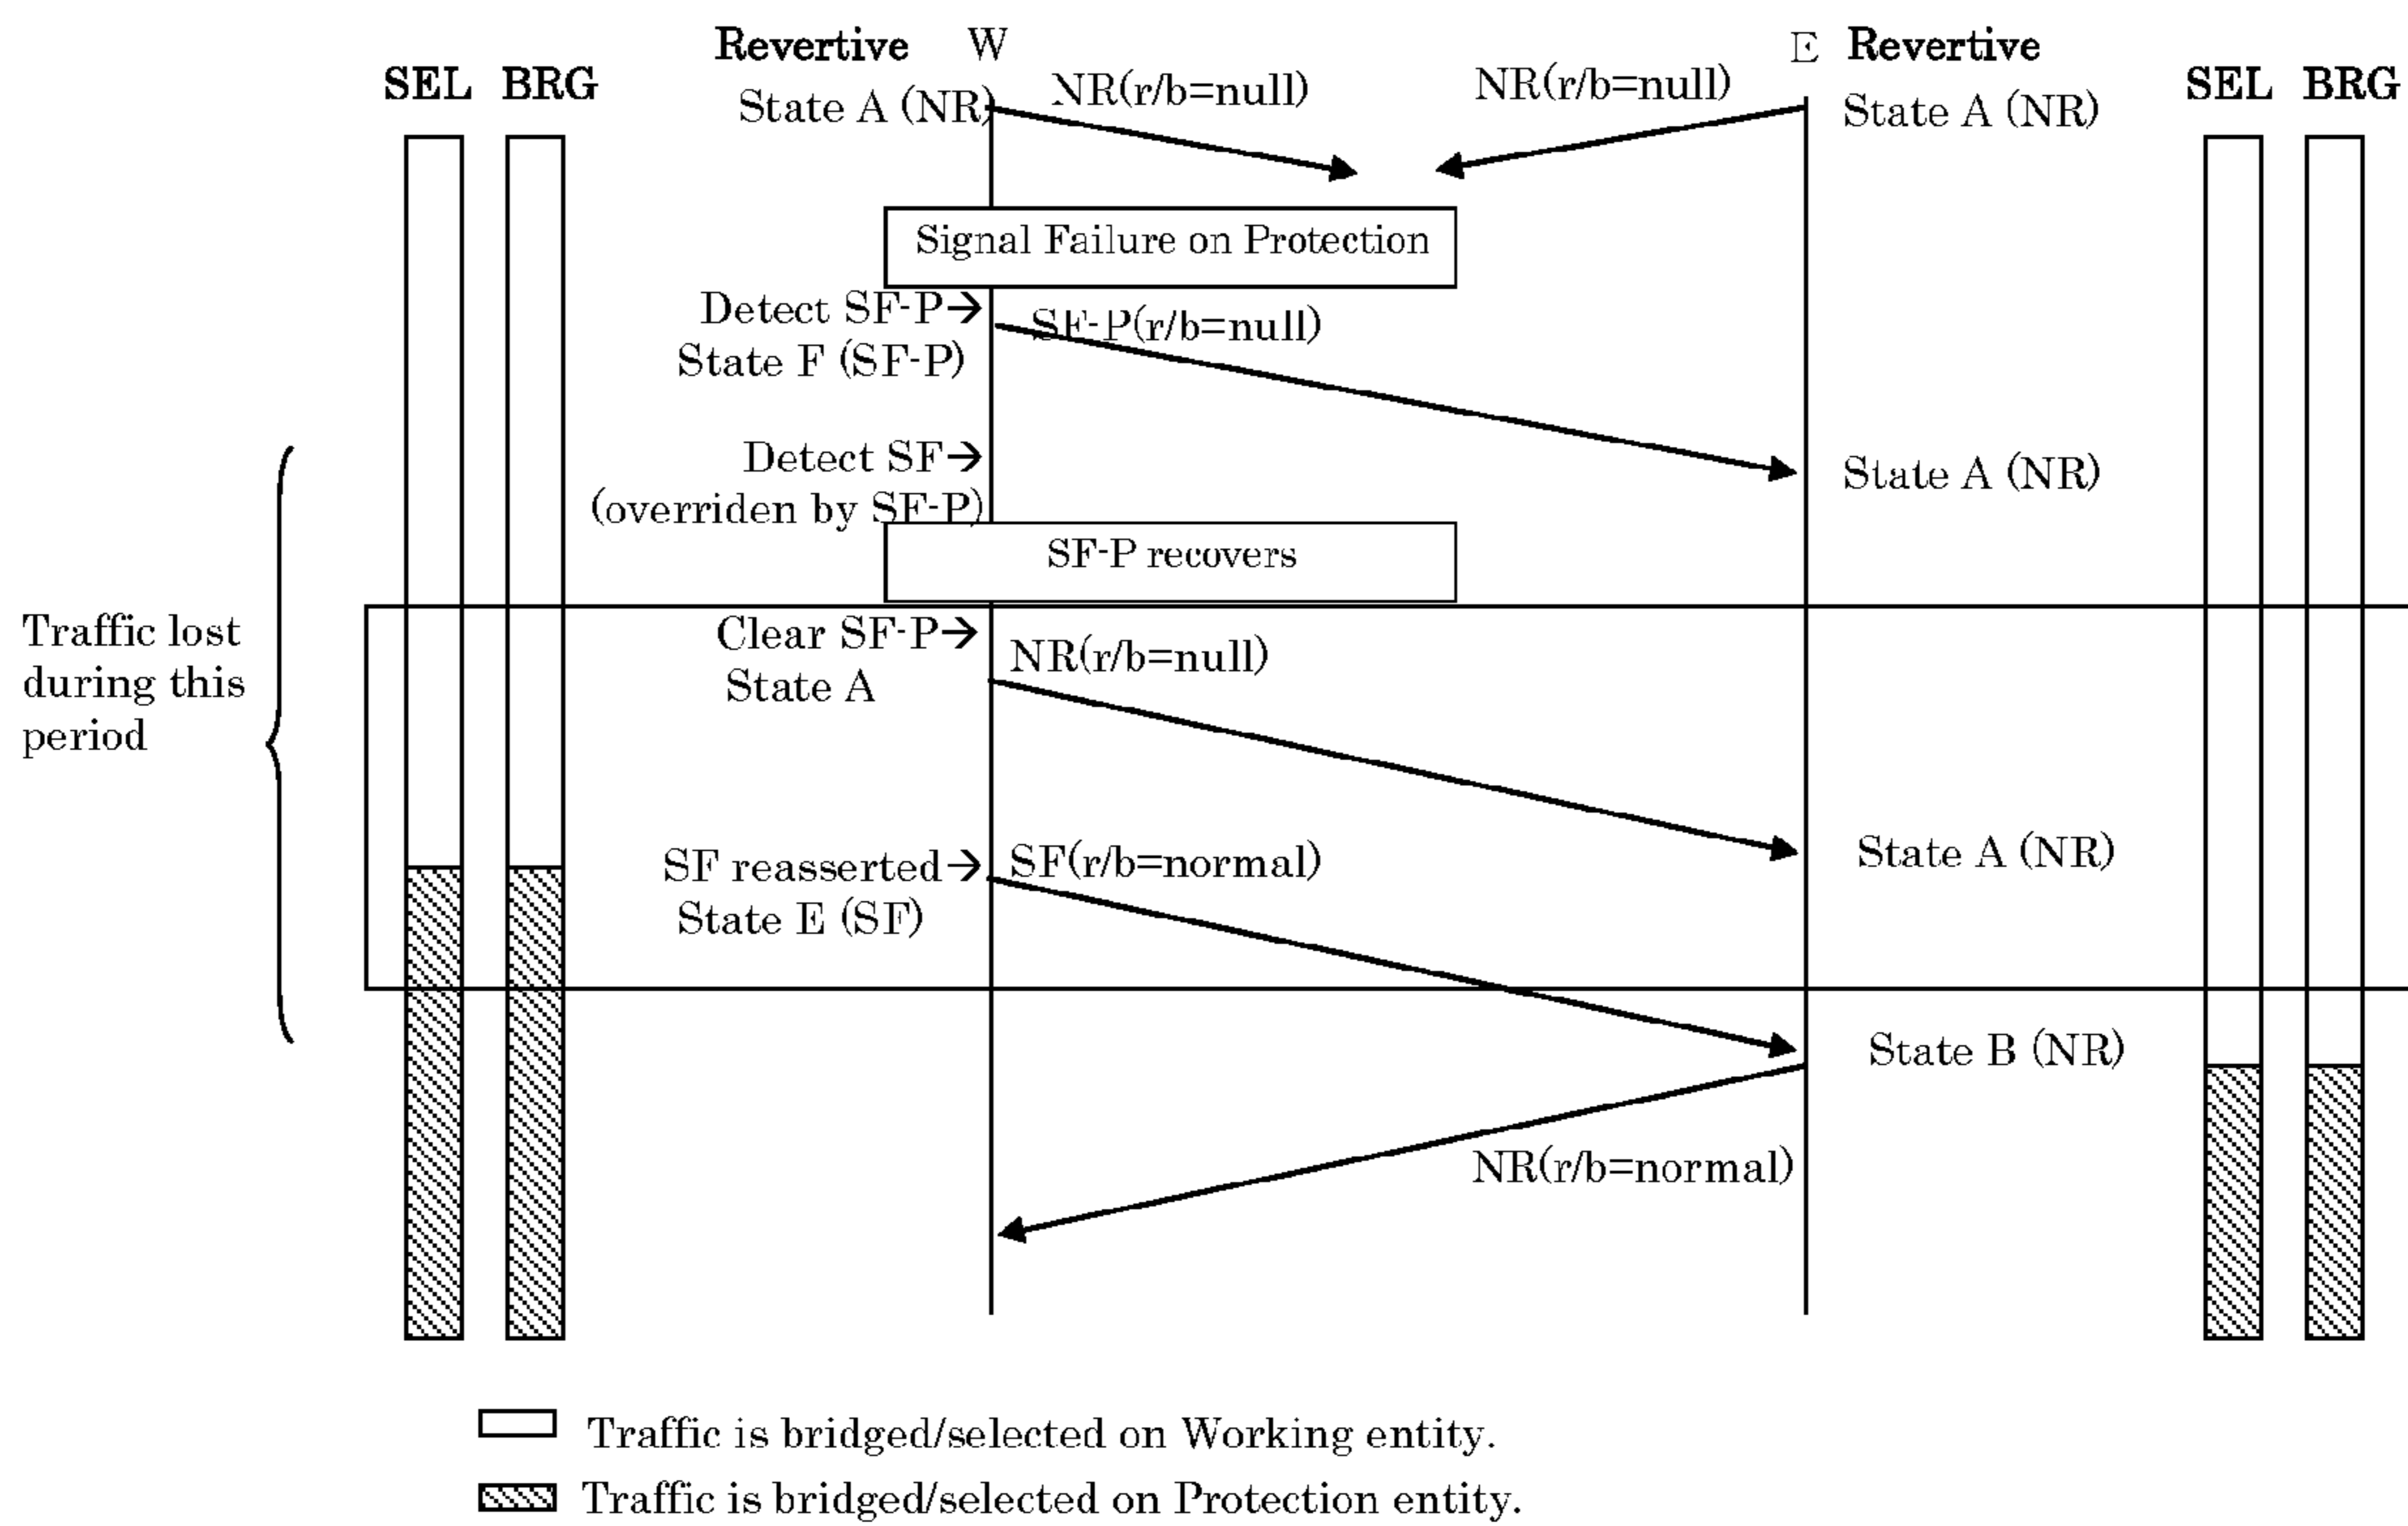 Revertive W E Revertive
SEL BRG SEL BRG
State A (NR) NR(r/b=null) NR(r/b=null) State A (NR)
Signal Failure on Protection
Detect SF-P→ SF-P(r/b=null)
State F (SF-P)
Detect SF→ State A (NR)
(overriden by SF-P)
SF-P recovers
Traffic lost
during this
period
Clear SF-P→ NR(r/b=null)
State A
SF reasserted→ SF(r/b=normal) State A (NR)
State E (SF)
State B (NR)
NR(r/b=normal)
Traffic is bridged/selected on Working entity.
Traffic is bridged/selected on Protection entity.